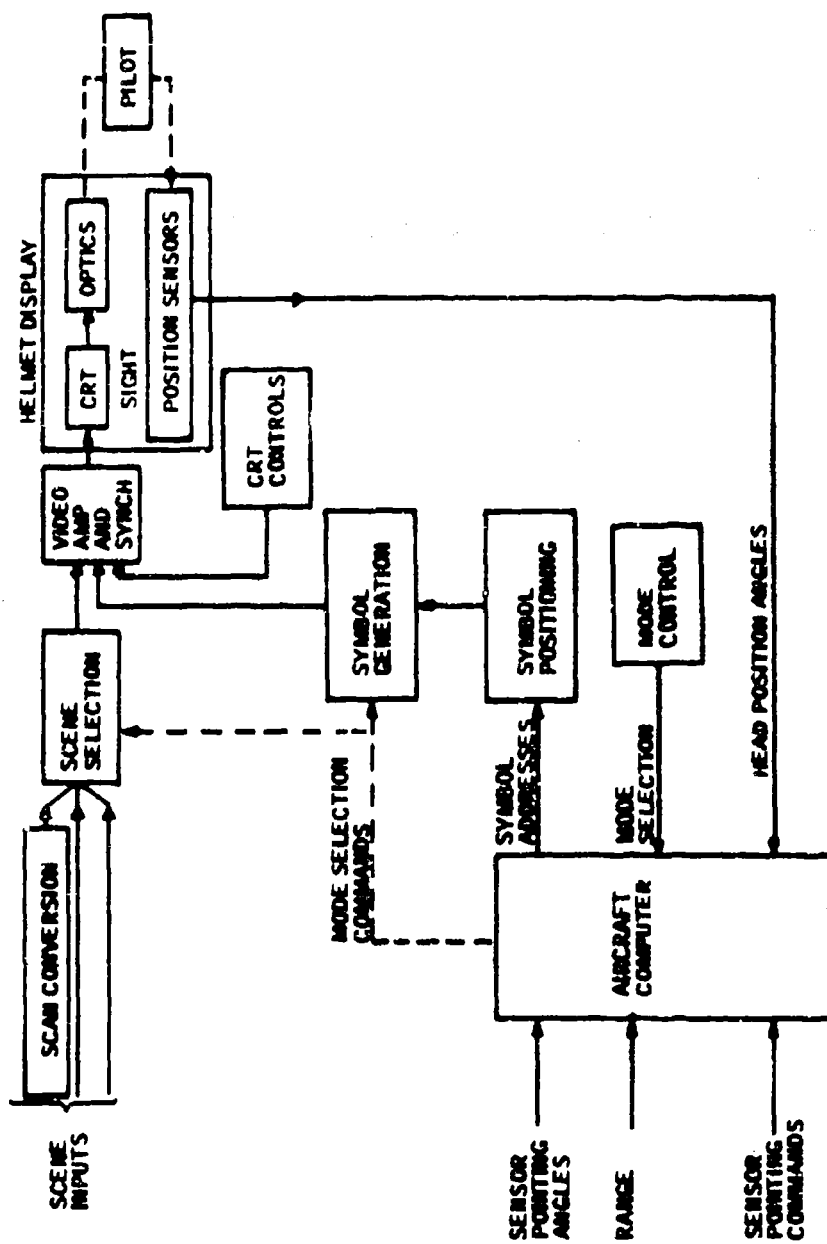 SCENE
INPUTS
SCAN CONVERSION
SCENE
SELECTION
VIDEO
AMP
AND
SYNCH
HELMET DISPLAY
CRT
OPTICS
SIGHT
POSITION SENSORS
PILOT
CRT
CONTROLS
MODE SELECTION
COMMANDS
SYMBOL
GENERATION
SYMBOL
ADDRESSES
SYMBOL
POSITIONING
MODE
SELECTION
MODE
CONTROL
HEAD POSITION ANGLES
AIRCRAFT
COMPUTER
SENSOR
POINTING
ANGLES
RANGE
SENSOR
POINTING
COMMANDS